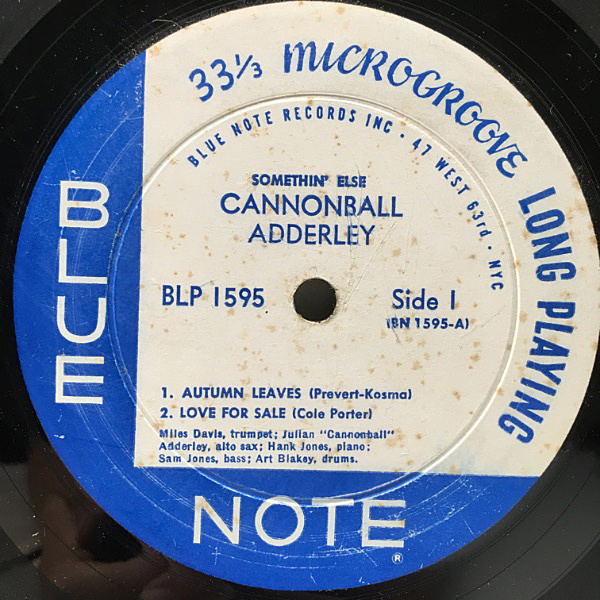 33⅓ MICROGROOVE LONG PLAYING
BLUE NOTE RECORDS INC · 47 WEST 63rd · NYC
SOMETHIN' ELSE
CANNONBALL
ADDERLEY
BLP 1595
Side 1
(BN 1595-A)
1. AUTUMN LEAVES (Prevert-Kosma)
2. LOVE FOR SALE (Cole Porter)
Miles Davis, trumpet; Julian "Cannonball"
Adderley, alto sax; Hank Jones, piano;
Sam Jones, bass; Art Blakey, drums.
BLUE
NOTE
®